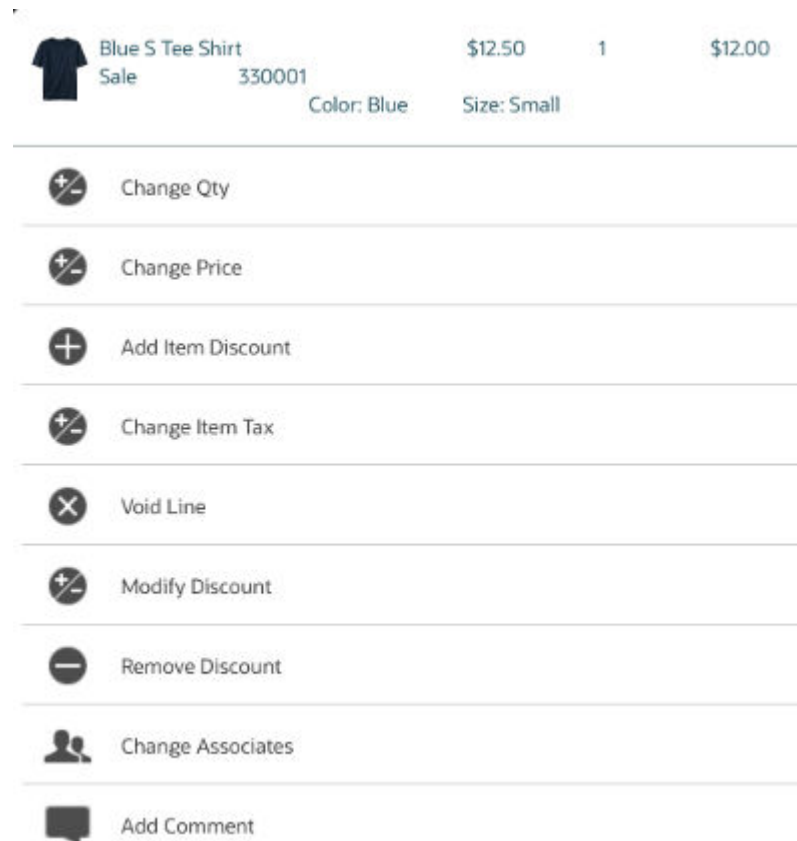 Blue S Tee Shirt $12.50 1 $12.00
Sale 330001
Color: Blue Size: Small
Change Qty
Change Price
Add Item Discount
Change Item Tax
Void Line
Modify Discount
Remove Discount
Change Associates
Add Comment